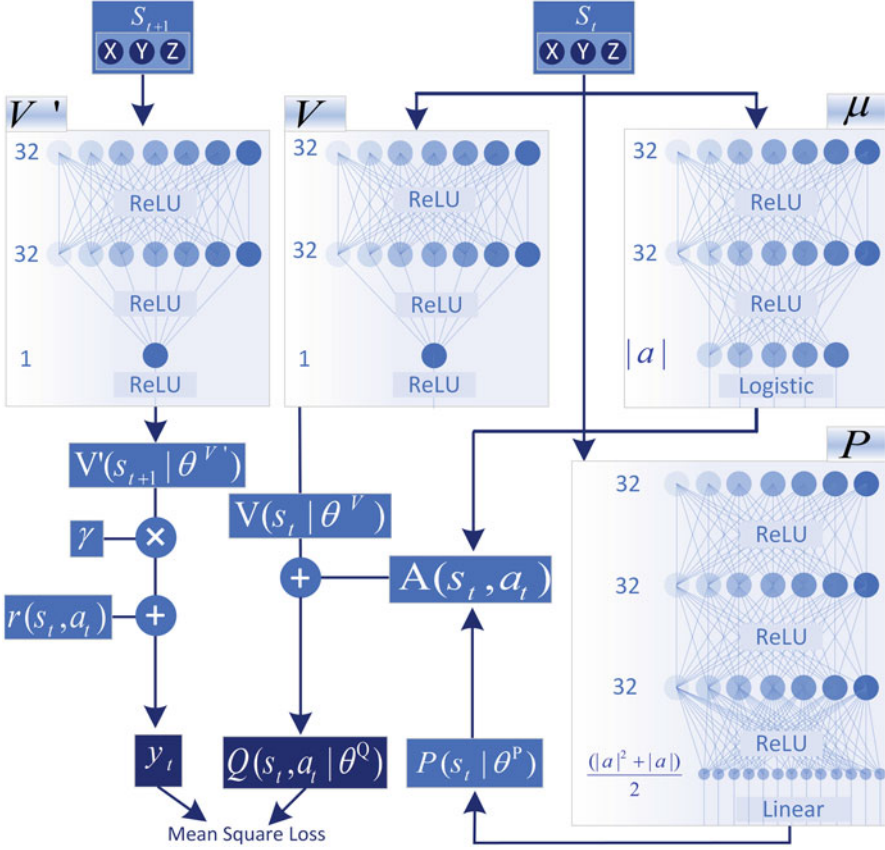 S_{t+1}
X Y Z
S_t
X Y Z
V'
32
ReLU
32
ReLU
1
ReLU
V
32
ReLU
32
ReLU
1
ReLU
μ
32
ReLU
32
ReLU
|a|
Logistic
P
32
ReLU
32
ReLU
32
ReLU
(|a|^2 + |a|)
2
Linear
V'(s_{t+1} | θ^{V'})
γ
×
r(s_t, a_t)
+
y_t
V(s_t | θ^V)
+
A(s_t, a_t)
Q(s_t, a_t | θ^Q)
P(s_t | θ^P)
Mean Square Loss